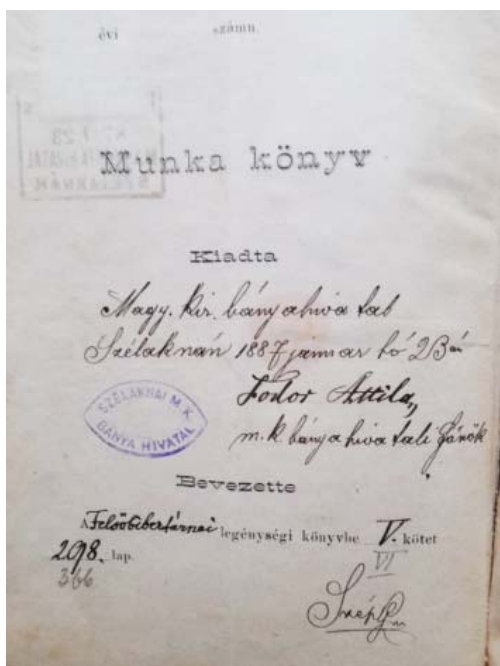 évi számn.
Munka könyv
Kiadta
Magy. kir. bányahivatal
Szélaknán 1887 január hó 23án
Fodor Attila
m. k. bányahivatali főnök
SZÉLAKNAI M. K.
BÁNYA HIVATAL
Bevezette
A Felsőbibertárnai legénységi könyvbe V. kötet
VI
298. lap.
366